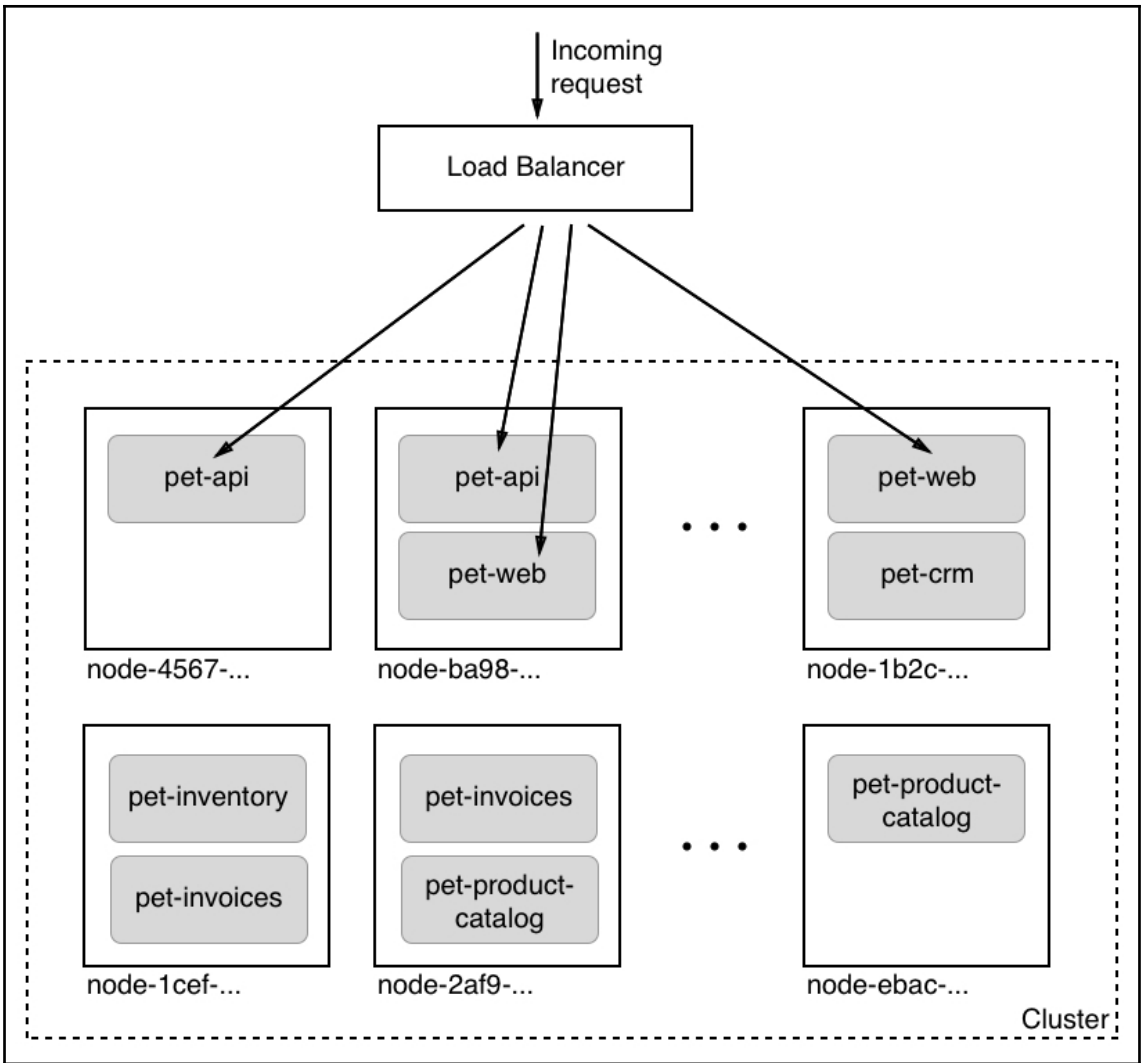 Incoming
request
Load Balancer
pet-api
pet-api
pet-web
pet-web
pet-crm
node-4567-...
node-ba98-...
node-1b2c-...
pet-inventory
pet-invoices
pet-invoices
pet-product-
catalog
pet-product-
catalog
node-1cef-...
node-2af9-...
node-ebac-...
Cluster